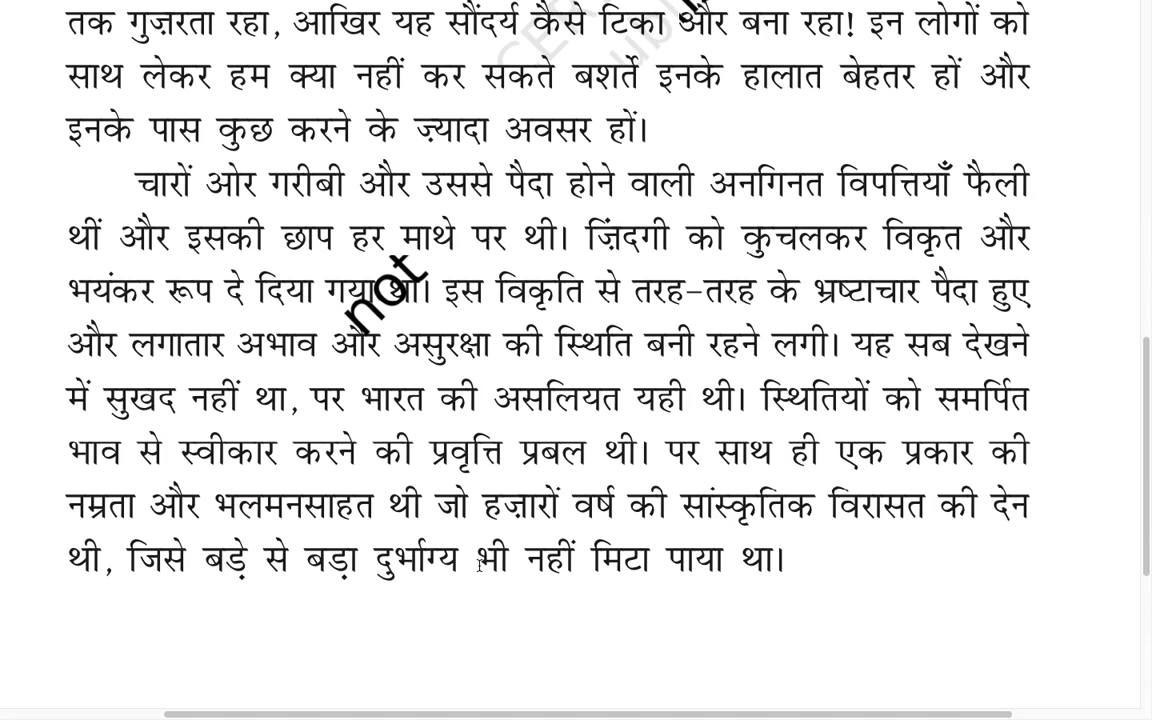 तक गुज़रता रहा, आखिर यह सौंदर्य कैसे टिका और बना रहा! इन लोगों को
साथ लेकर हम क्या नहीं कर सकते बशर्ते इनके हालात बेहतर हों और
इनके पास कुछ करने के ज़्यादा अवसर हों।
चारों ओर गरीबी और उससे पैदा होने वाली अनगिनत विपत्तियाँ फैली
थीं और इसकी छाप हर माथे पर थी। ज़िंदगी को कुचलकर विकृत और
भयंकर रूप दे दिया गया था। इस विकृति से तरह-तरह के भ्रष्टाचार पैदा हुए
not
और लगातार अभाव और असुरक्षा की स्थिति बनी रहने लगी। यह सब देखने
में सुखद नहीं था, पर भारत की असलियत यही थी। स्थितियों को समर्पित
भाव से स्वीकार करने की प्रवृत्ति प्रबल थी। पर साथ ही एक प्रकार की
नम्रता और भलमनसाहत थी जो हज़ारों वर्ष की सांस्कृतिक विरासत की देन
थी, जिसे बड़े से बड़ा दुर्भाग्य भी नहीं मिटा पाया था।